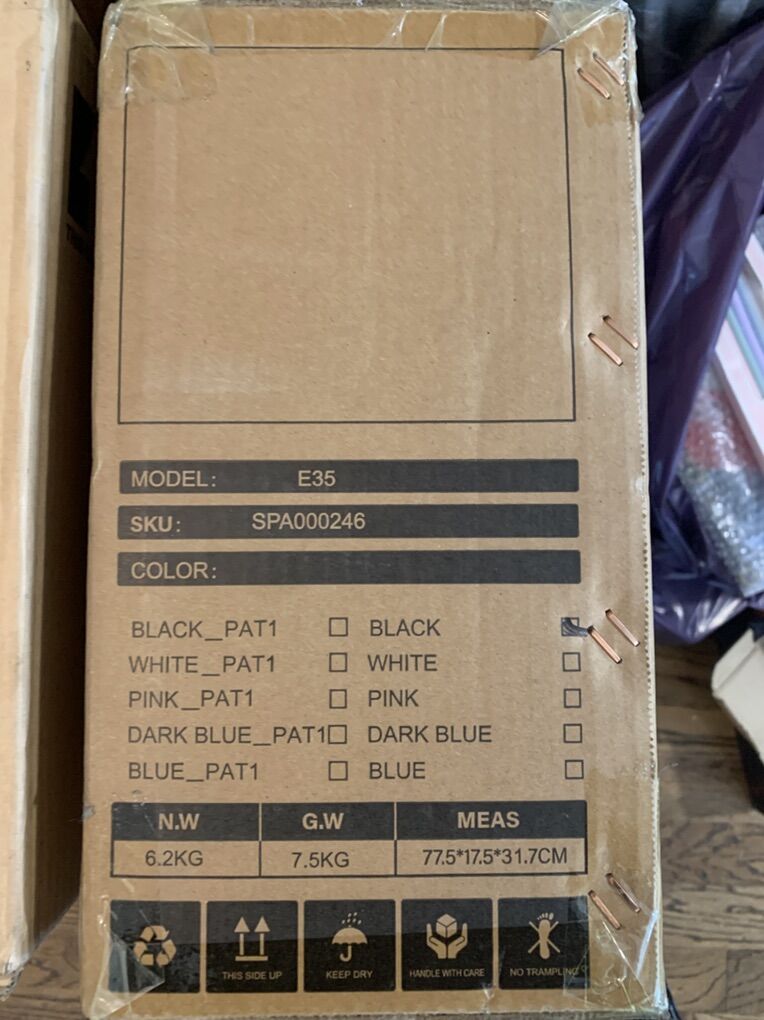 MODEL: E35
SKU: SPA000246
COLOR:
BLACK_PAT1 BLACK
WHITE_PAT1 WHITE
PINK_PAT1 PINK
DARK BLUE_PAT1 DARK BLUE
BLUE_PAT1 BLUE
N.W G.W MEAS
6.2KG 7.5KG 77.5*17.5*31.7CM
THIS SIDE UP KEEP DRY HANDLE WITH CARE NO TRAMPLING